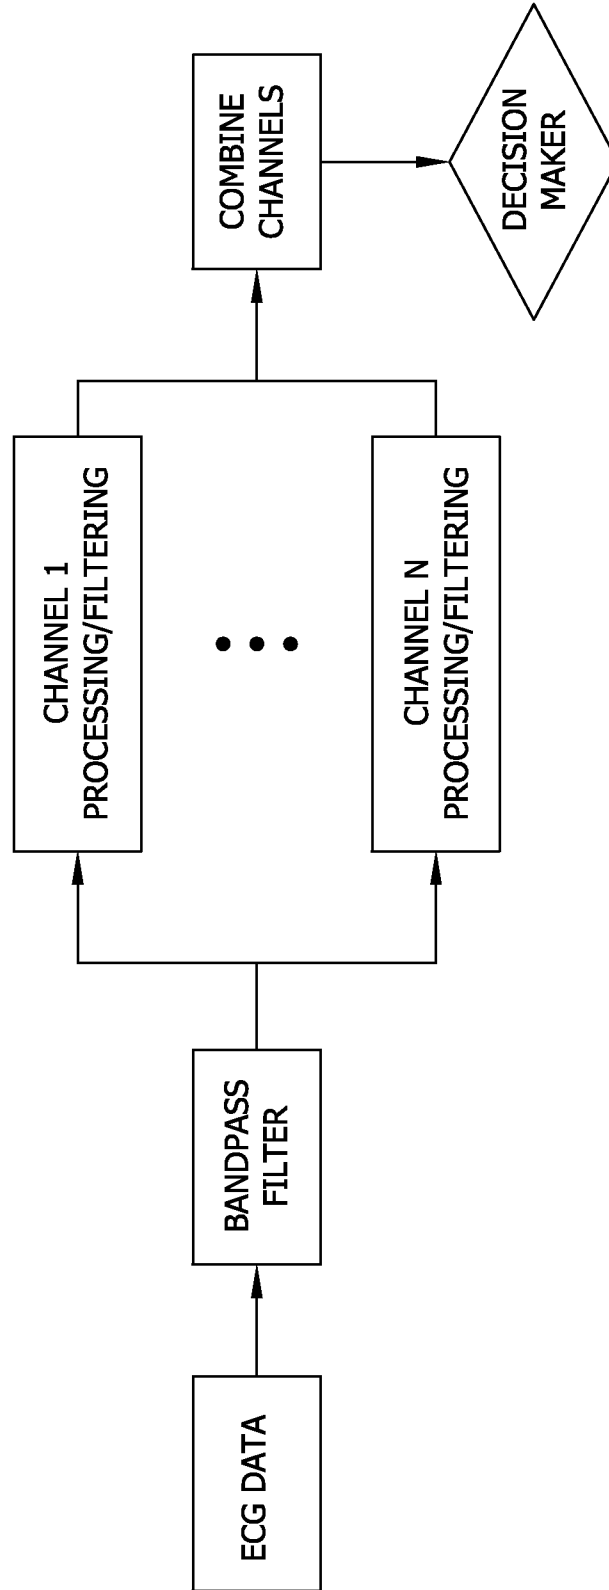 ECG DATA
BANDPASS
FILTER
CHANNEL 1
PROCESSING/FILTERING
CHANNEL N
PROCESSING/FILTERING
COMBINE
CHANNELS
DECISION
MAKER